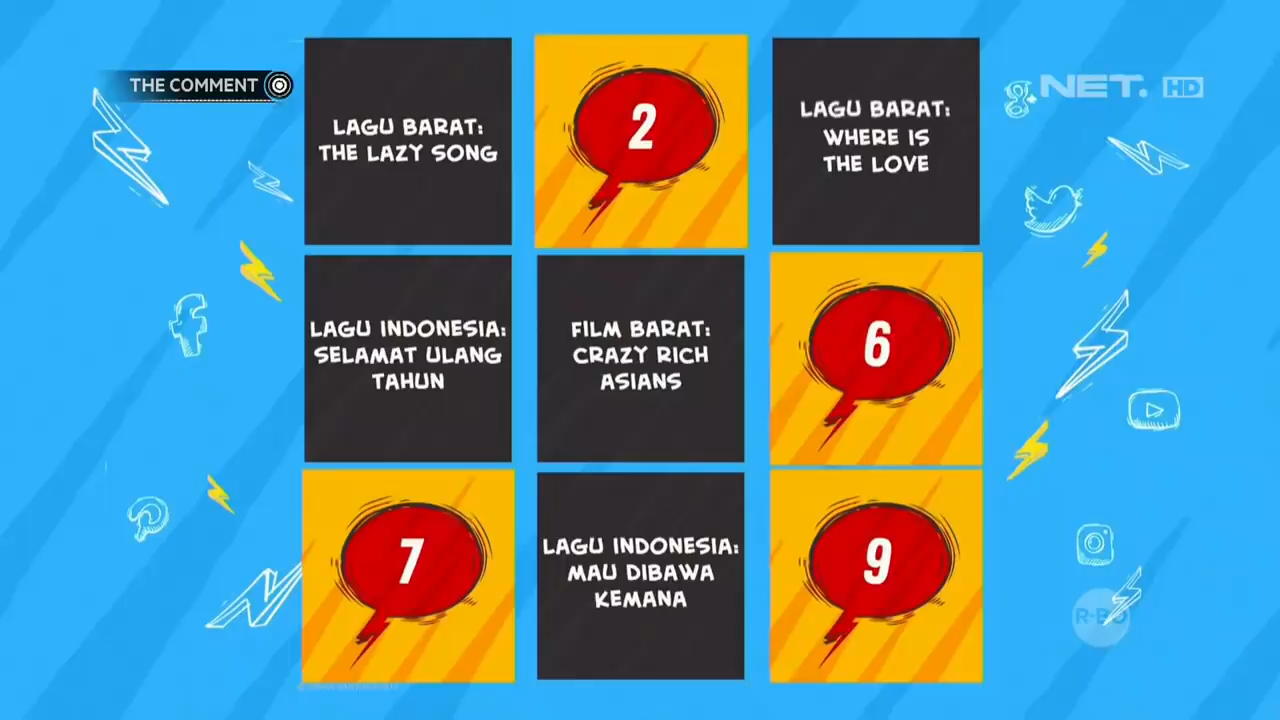 THE COMMENT
NET. HD
LAGU BARAT:
THE LAZY SONG
2
LAGU BARAT:
WHERE IS
THE LOVE
LAGU INDONESIA:
SELAMAT ULANG
TAHUN
FILM BARAT:
CRAZY RICH
ASIANS
6
7
LAGU INDONESIA:
MAU DIBAWA
KEMANA
9
R-BO